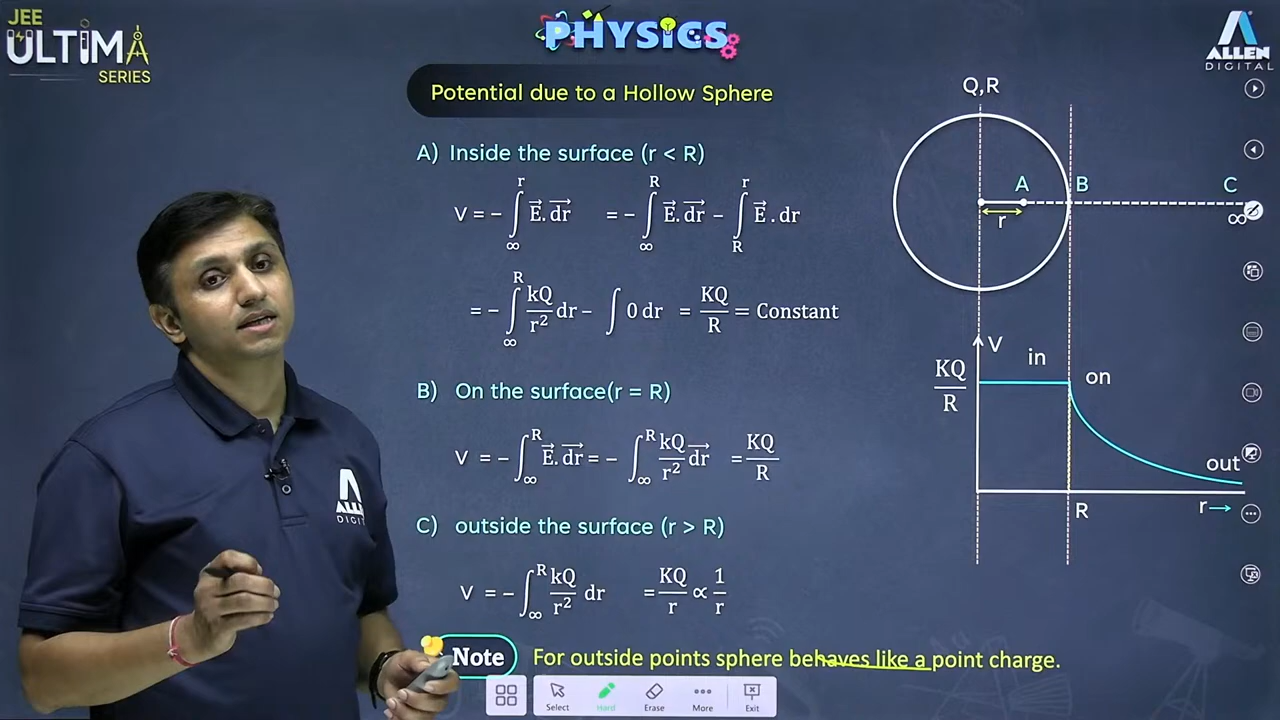 JEE
ULTIMA
SERIES
PHYSICS
ALLEN
DIGITAL
Potential due to a Hollow Sphere
A) Inside the surface (r < R)
V = − ∫_∞^r E⃗.dr⃗ = − ∫_∞^R E⃗.dr⃗ − ∫_R^r E⃗ . dr
= − ∫_∞^R kQ/r² dr − ∫ 0 dr = KQ/R = Constant
B) On the surface(r = R)
V = − ∫_∞^R E⃗.dr⃗ = − ∫_∞^R kQ/r² dr⃗ = KQ/R
C) outside the surface (r > R)
V = − ∫_∞^R kQ/r² dr = KQ/r ∝ 1/r
Note For outside points sphere behaves like a point charge.
Q,R
A B C
r
∞
V
in
KQ/R
on
out
R
r→
ALLEN
DIGIT
Select Hard Erase More Exit